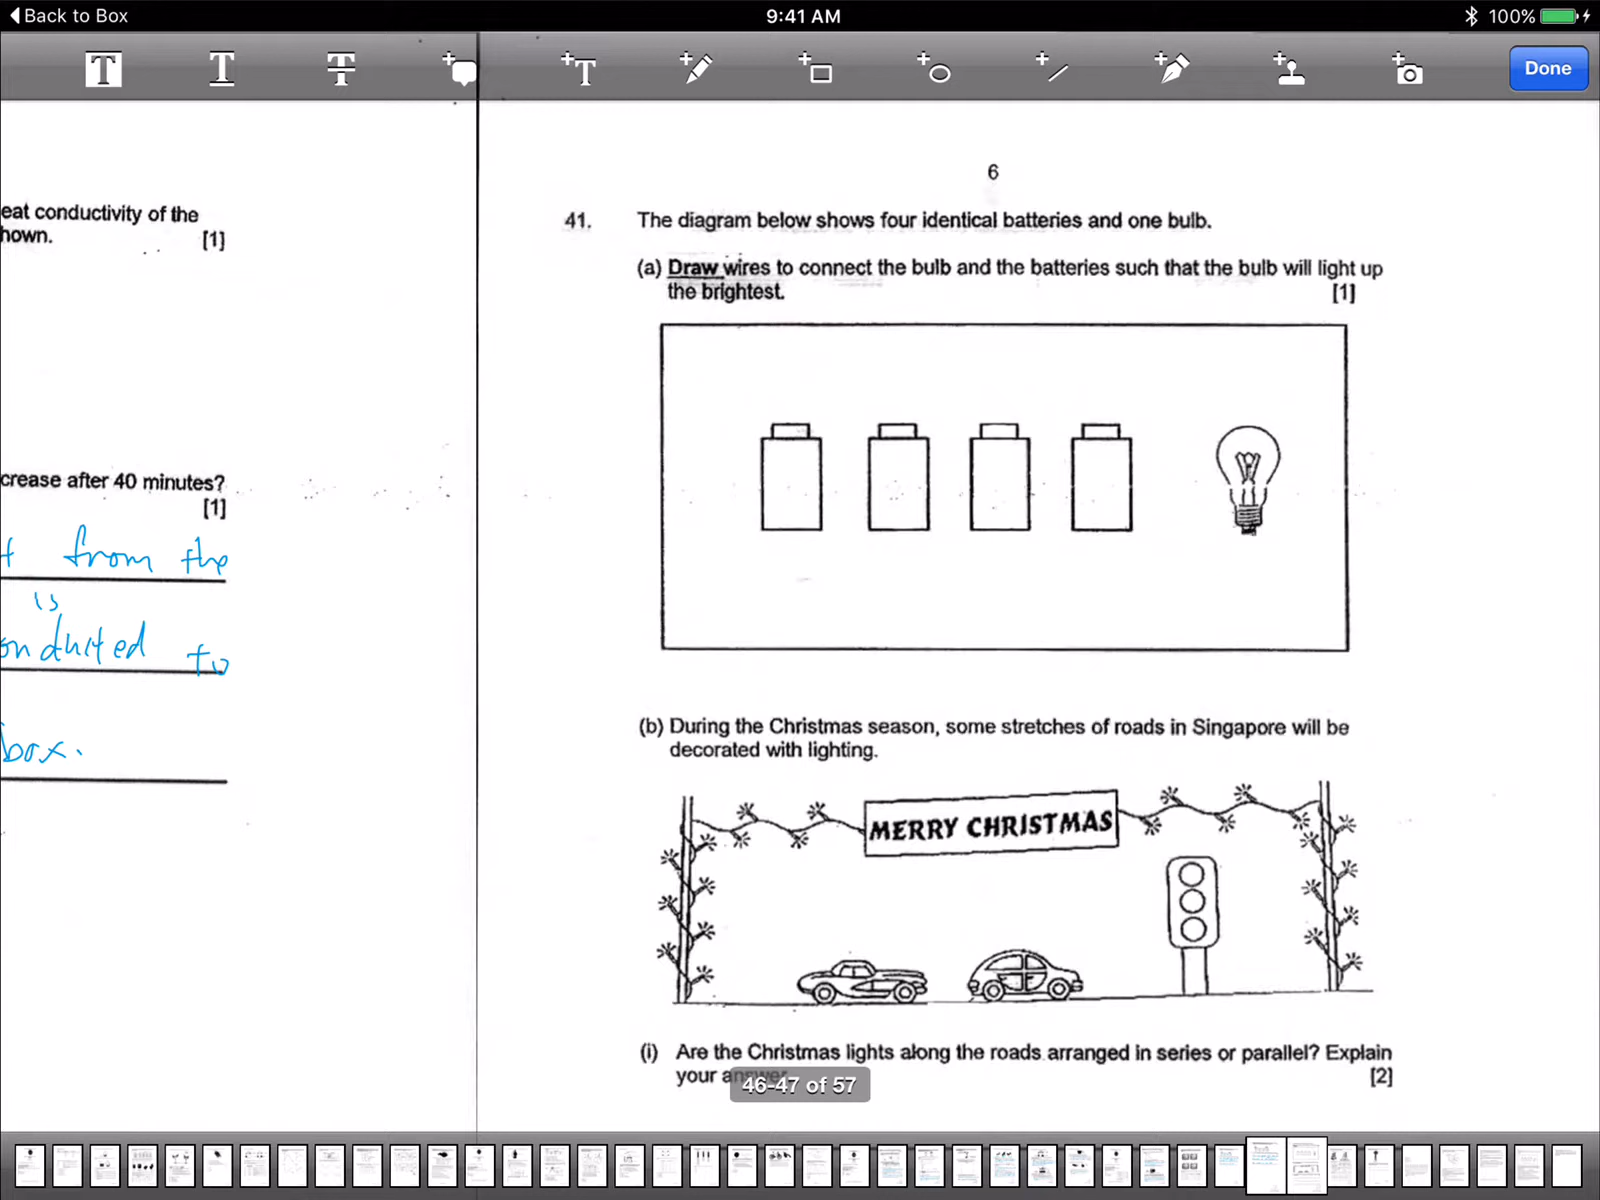 Back to Box
9:41 AM
100%
T
T
T
T
Done
eat conductivity of the
hown.
[1]
crease after 40 minutes?
[1]
from the
is
onducted to
box.
6
41. The diagram below shows four identical batteries and one bulb.
(a) Draw wires to connect the bulb and the batteries such that the bulb will light up
the brightest.
[1]
(b) During the Christmas season, some stretches of roads in Singapore will be
decorated with lighting.
MERRY CHRISTMAS
(i) Are the Christmas lights along the roads arranged in series or parallel? Explain
your
[2]
46-47 of 57